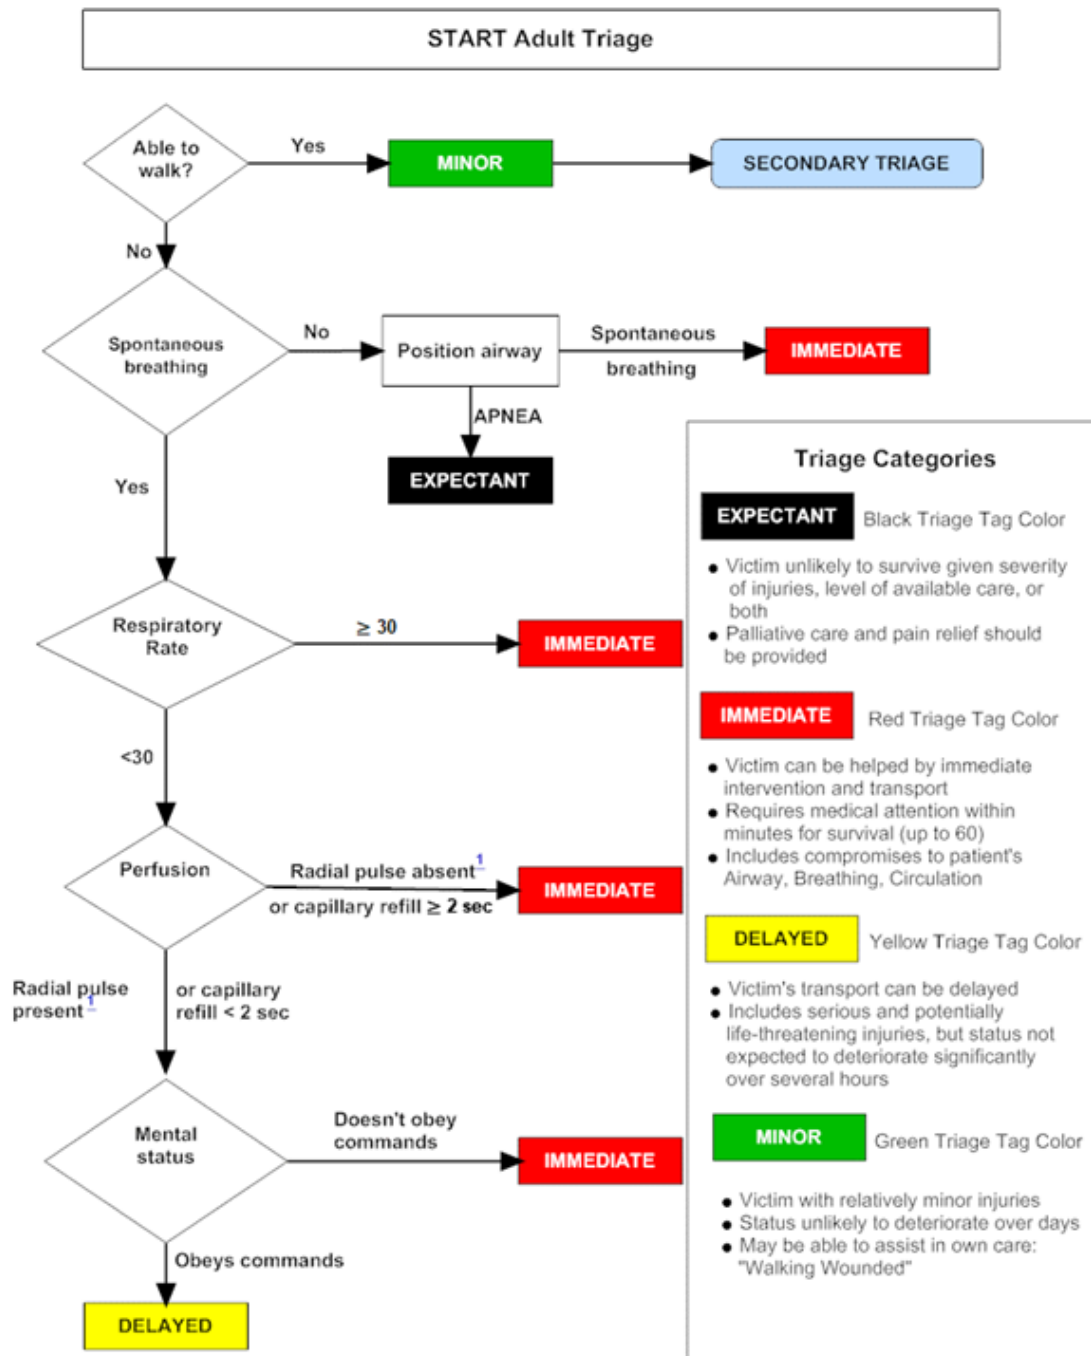 START Adult Triage
Able to
walk?
Yes
MINOR
SECONDARY TRIAGE
No
Spontaneous
breathing
No
Position airway
Spontaneous
breathing
IMMEDIATE
APNEA
EXPECTANT
Yes
Respiratory
Rate
≥ 30
IMMEDIATE
<30
Perfusion
Radial pulse absent1
or capillary refill ≥ 2 sec
IMMEDIATE
Radial pulse
present1
or capillary
refill < 2 sec
Mental
status
Doesn't obey
commands
IMMEDIATE
Obeys commands
DELAYED
Triage Categories
EXPECTANT Black Triage Tag Color
● Victim unlikely to survive given severity
of injuries, level of available care, or
both
● Palliative care and pain relief should
be provided
IMMEDIATE Red Triage Tag Color
● Victim can be helped by immediate
intervention and transport
● Requires medical attention within
minutes for survival (up to 60)
● Includes compromises to patient's
Airway, Breathing, Circulation
DELAYED Yellow Triage Tag Color
● Victim's transport can be delayed
● Includes serious and potentially
life-threatening injuries, but status not
expected to deteriorate significantly
over several hours
MINOR Green Triage Tag Color
● Victim with relatively minor injuries
● Status unlikely to deteriorate over days
● May be able to assist in own care:
"Walking Wounded"